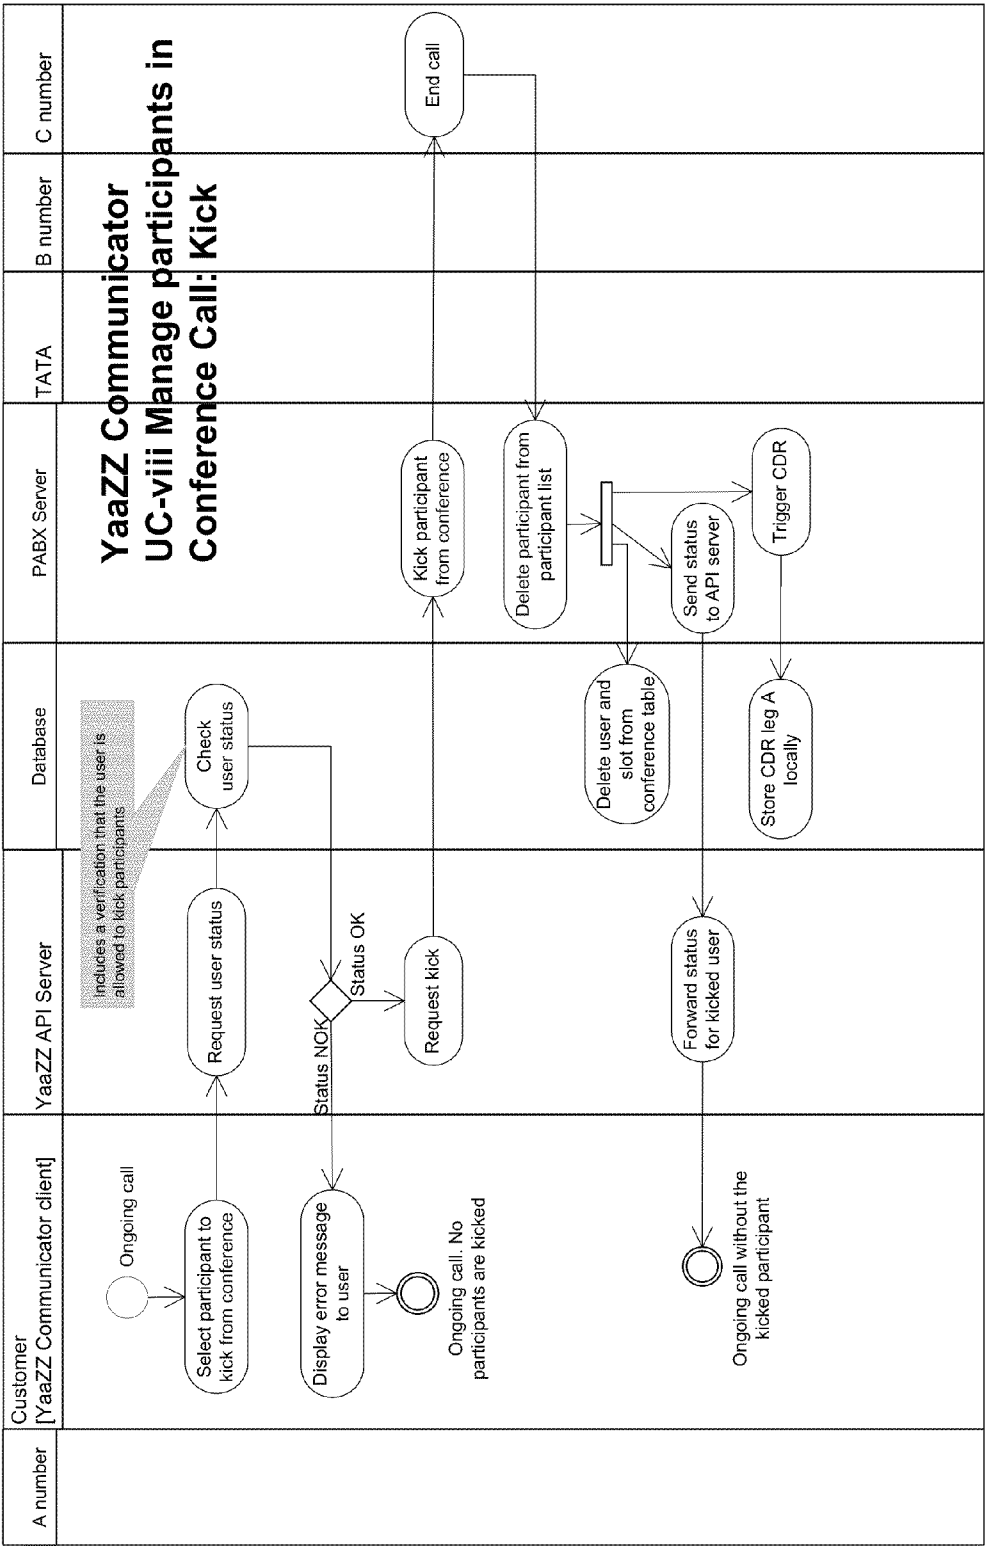 YaaZZ Communicator
UC-viii Manage participants in
Conference Call: Kick
A number
Customer
[YaaZZ Communicator client]
YaaZZ API Server
Database
PABX Server
TATA
B number
C number
Ongoing call
Select participant to
kick from conference
Request user status
Includes a verification that the user is
allowed to kick participants
Check
user status
Status NOK
Status OK
Display error message
to user
Ongoing call. No
participants are kicked
Request kick
Kick participant
from conference
End call
Delete participant from
participant list
Delete user and
slot from
conference table
Send status
to API server
Trigger CDR
Store CDR leg A
locally
Forward status
for kicked user
Ongoing call without the
kicked participant